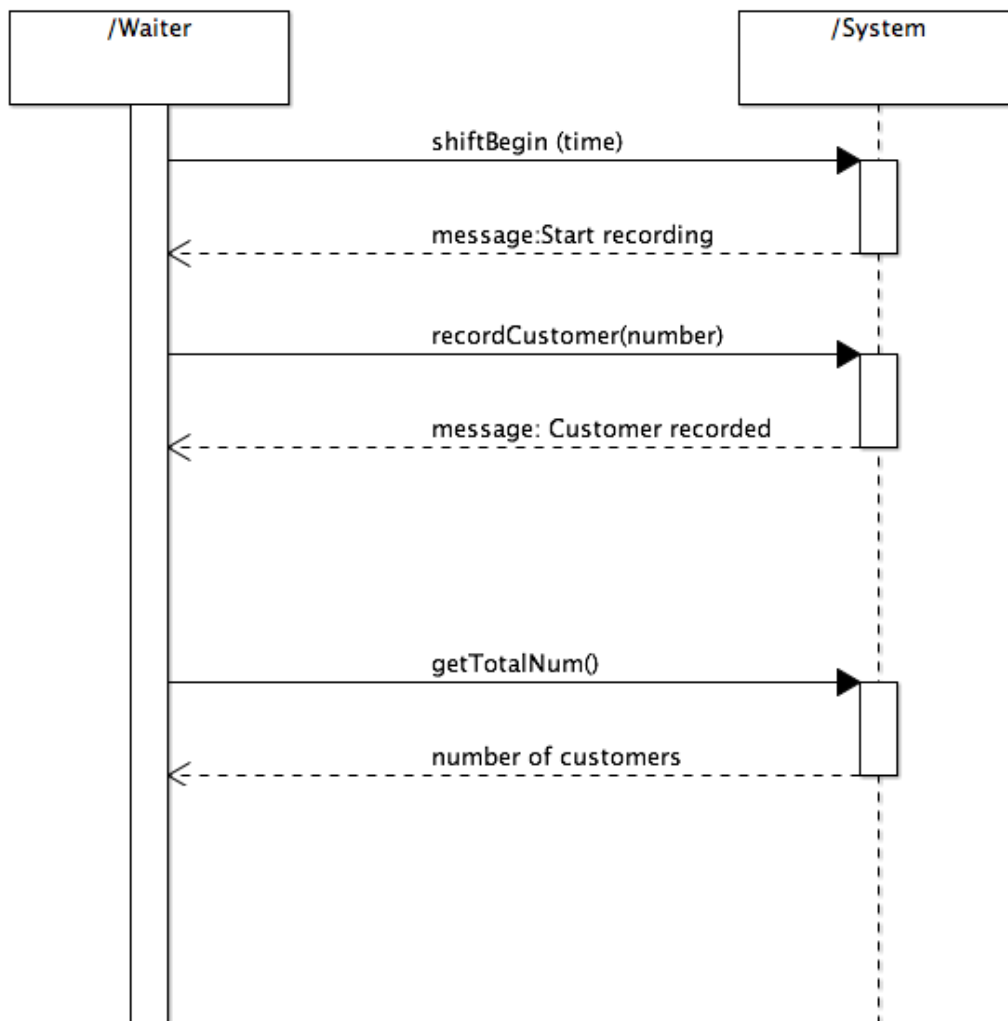 /Waiter
/System
shiftBegin (time)
message:Start recording
recordCustomer(number)
message: Customer recorded
getTotalNum()
number of customers